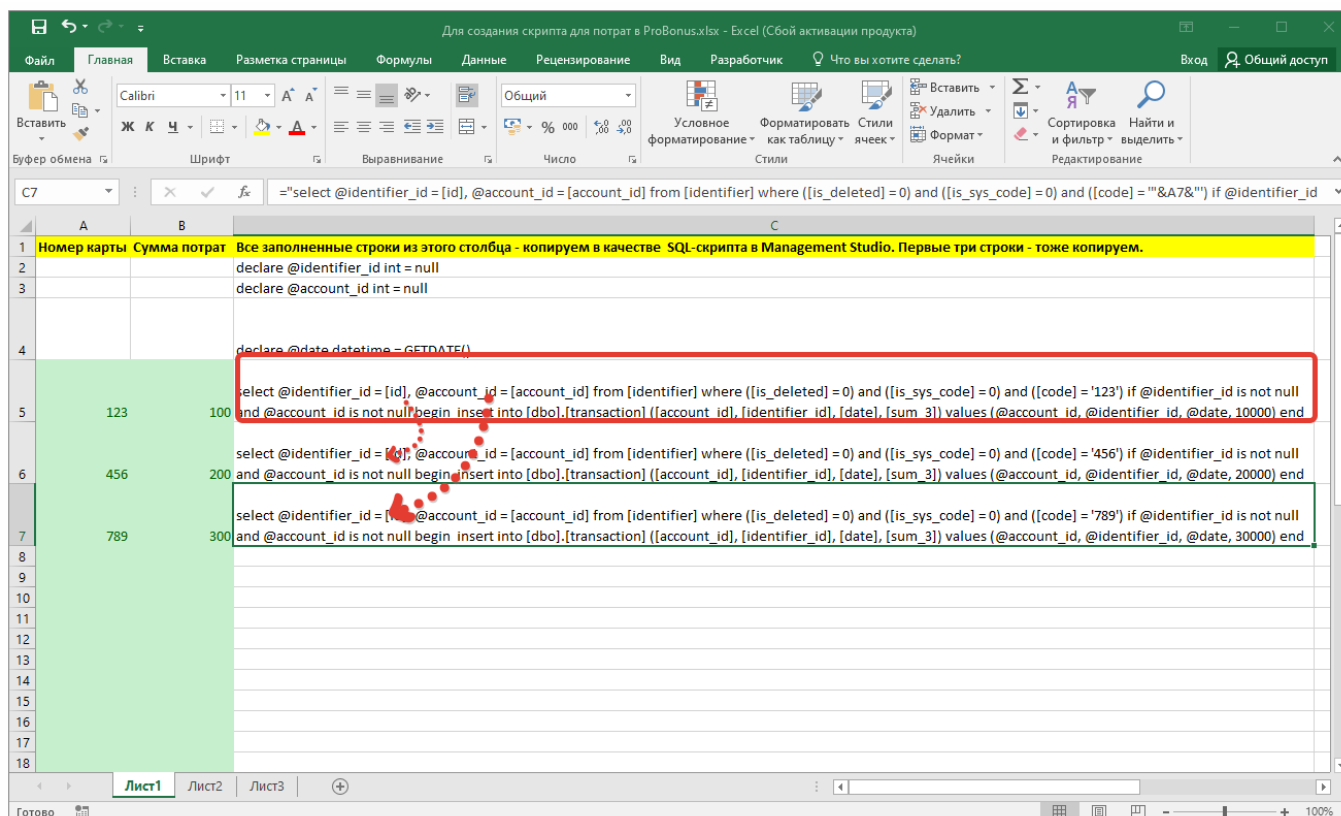 Для создания скрипта для потрат в ProBonus.xlsx - Excel (Сбой активации продукта)
Файл Главная Вставка Разметка страницы Формулы Данные Рецензирование Вид Разработчик Что вы хотите сделать? Вход Общий доступ
Вставить
Calibri 11
Ж К Ч
Общий
% 000
Условное форматирование
Форматировать как таблицу
Стили ячеек
Вставить
Удалить
Формат
Сортировка и фильтр
Найти и выделить
Буфер обмена Шрифт Выравнивание Число Стили Ячейки Редактирование
C7 fx ="select @identifier_id = [id], @account_id = [account_id] from [identifier] where ([is_deleted] = 0) and ([is_sys_code] = 0) and ([code] = '"&A7&"') if @identifier_id
A B C
1 Номер карты Сумма потрат Все заполненные строки из этого столбца - копируем в качестве SQL-скрипта в Management Studio. Первые три строки - тоже копируем.
2 declare @identifier_id int = null
3 declare @account_id int = null
4 declare @date datetime = GETDATE()
select @identifier_id = [id], @account_id = [account_id] from [identifier] where ([is_deleted] = 0) and ([is_sys_code] = 0) and ([code] = '123') if @identifier_id is not null
5 123 100 and @account_id is not null begin insert into [dbo].[transaction] ([account_id], [identifier_id], [date], [sum_3]) values (@account_id, @identifier_id, @date, 10000) end
select @identifier_id = [id], @account_id = [account_id] from [identifier] where ([is_deleted] = 0) and ([is_sys_code] = 0) and ([code] = '456') if @identifier_id is not null
6 456 200 and @account_id is not null begin insert into [dbo].[transaction] ([account_id], [identifier_id], [date], [sum_3]) values (@account_id, @identifier_id, @date, 20000) end
select @identifier_id = [id], @account_id = [account_id] from [identifier] where ([is_deleted] = 0) and ([is_sys_code] = 0) and ([code] = '789') if @identifier_id is not null
7 789 300 and @account_id is not null begin insert into [dbo].[transaction] ([account_id], [identifier_id], [date], [sum_3]) values (@account_id, @identifier_id, @date, 30000) end
8
9
10
11
12
13
14
15
16
17
18
Лист1 Лист2 Лист3
Готово 100%